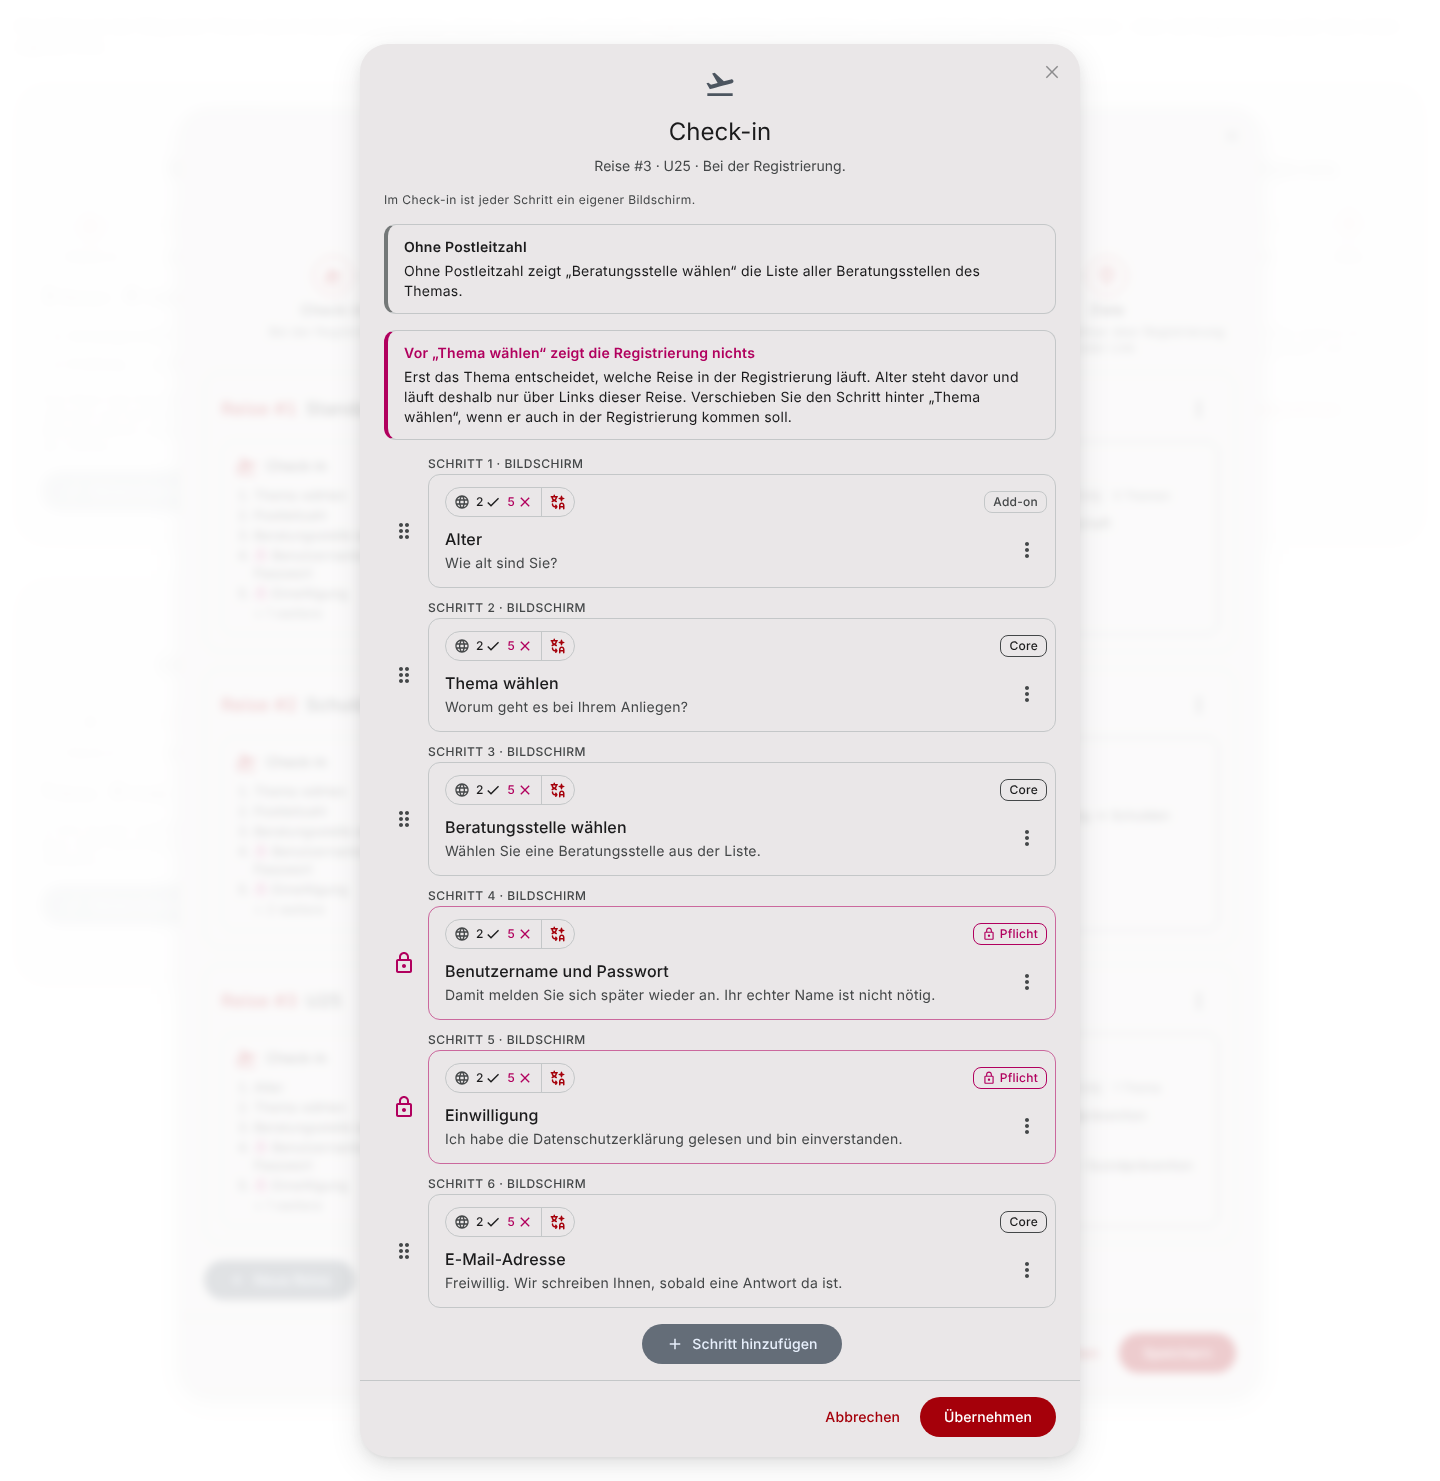 Check-in
Reise #3 · U25 · Bei der Registrierung.
Im Check-in ist jeder Schritt ein eigener Bildschirm.
Ohne Postleitzahl
Ohne Postleitzahl zeigt „Beratungsstelle wählen“ die Liste aller Beratungsstellen des
Themas.
Vor „Thema wählen“ zeigt die Registrierung nichts
Erst das Thema entscheidet, welche Reise in der Registrierung läuft. Alter steht davor und
läuft deshalb nur über Links dieser Reise. Verschieben Sie den Schritt hinter „Thema
wählen“, wenn er auch in der Registrierung kommen soll.
SCHRITT 1 · BILDSCHIRM
2 5 Add-on
Alter
Wie alt sind Sie?
SCHRITT 2 · BILDSCHIRM
2 5 Core
Thema wählen
Worum geht es bei Ihrem Anliegen?
SCHRITT 3 · BILDSCHIRM
2 5 Core
Beratungsstelle wählen
Wählen Sie eine Beratungsstelle aus der Liste.
SCHRITT 4 · BILDSCHIRM
2 5 Pflicht
Benutzername und Passwort
Damit melden Sie sich später wieder an. Ihr echter Name ist nicht nötig.
SCHRITT 5 · BILDSCHIRM
2 5 Pflicht
Einwilligung
Ich habe die Datenschutzerklärung gelesen und bin einverstanden.
SCHRITT 6 · BILDSCHIRM
2 5 Core
E-Mail-Adresse
Freiwillig. Wir schreiben Ihnen, sobald eine Antwort da ist.
Schritt hinzufügen
Abbrechen Übernehmen